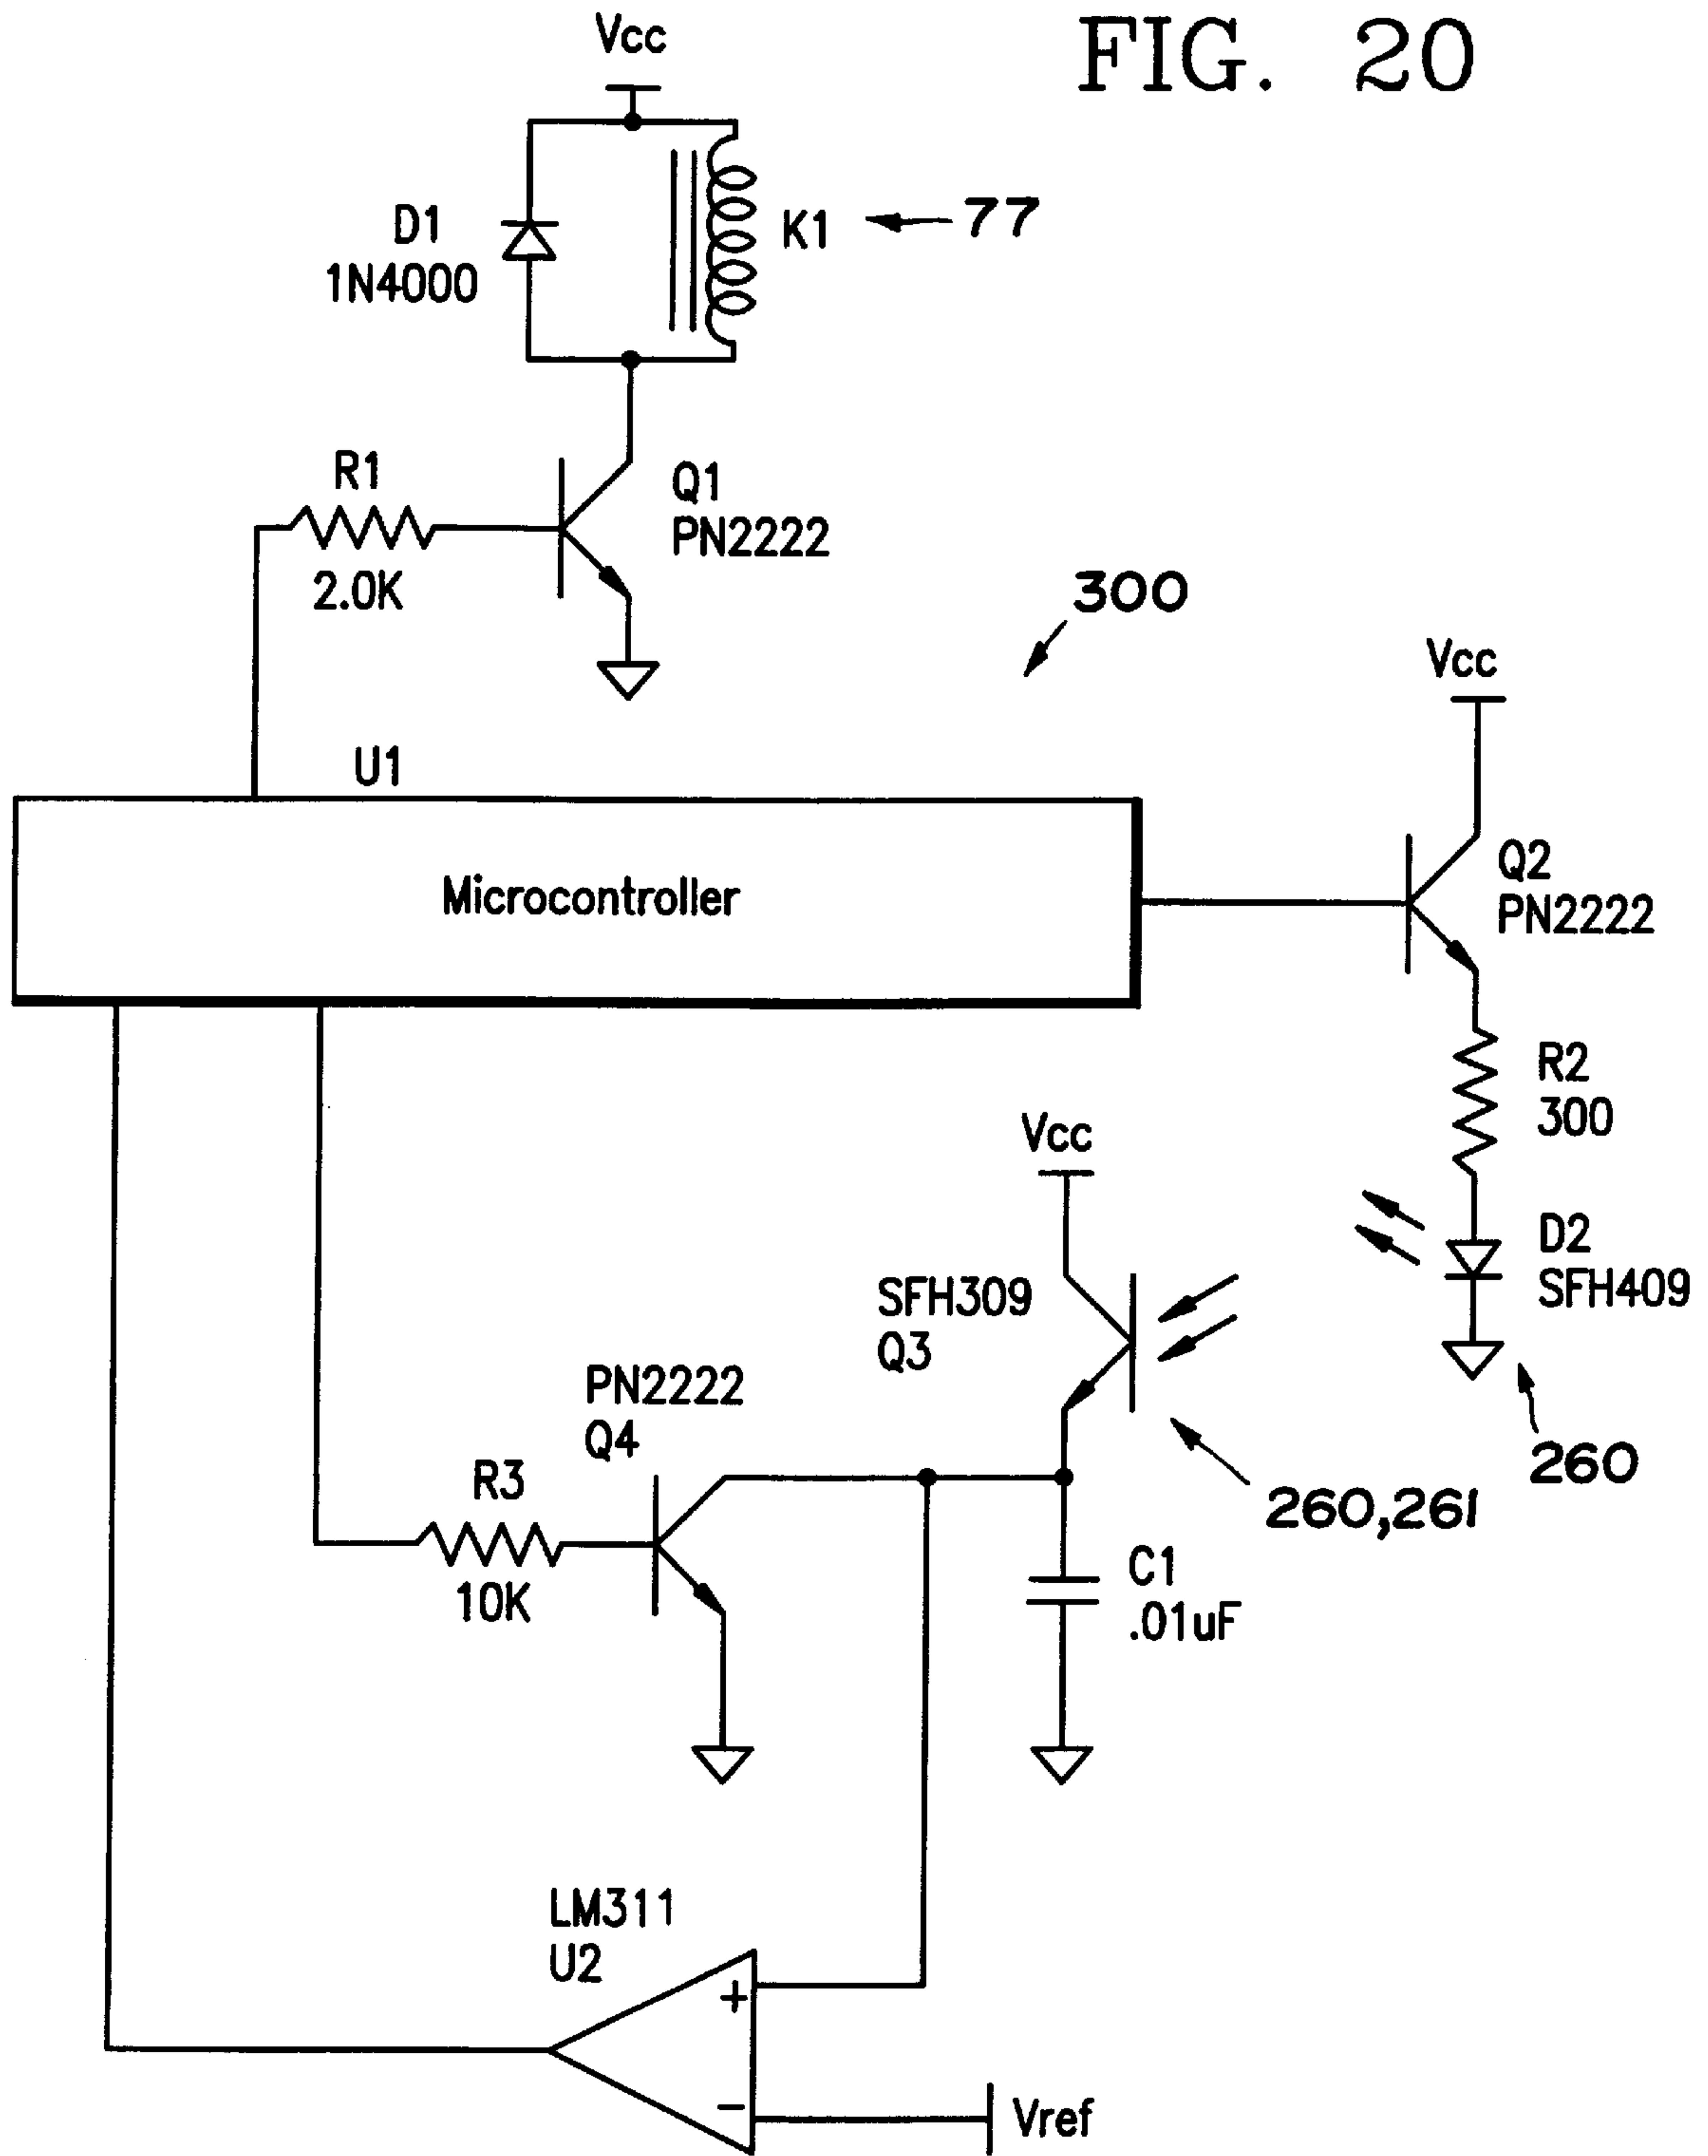 FIG. 20
Vcc
D1
1N4000
K1
77
R1
2.0K
Q1
PN2222
300
Vcc
U1
Microcontroller
Q2
PN2222
R2
300
Vcc
D2
SFH409
SFH309
Q3
260
PN2222
Q4
260,261
R3
10K
C1
.01uF
LM311
U2
+
−
Vref